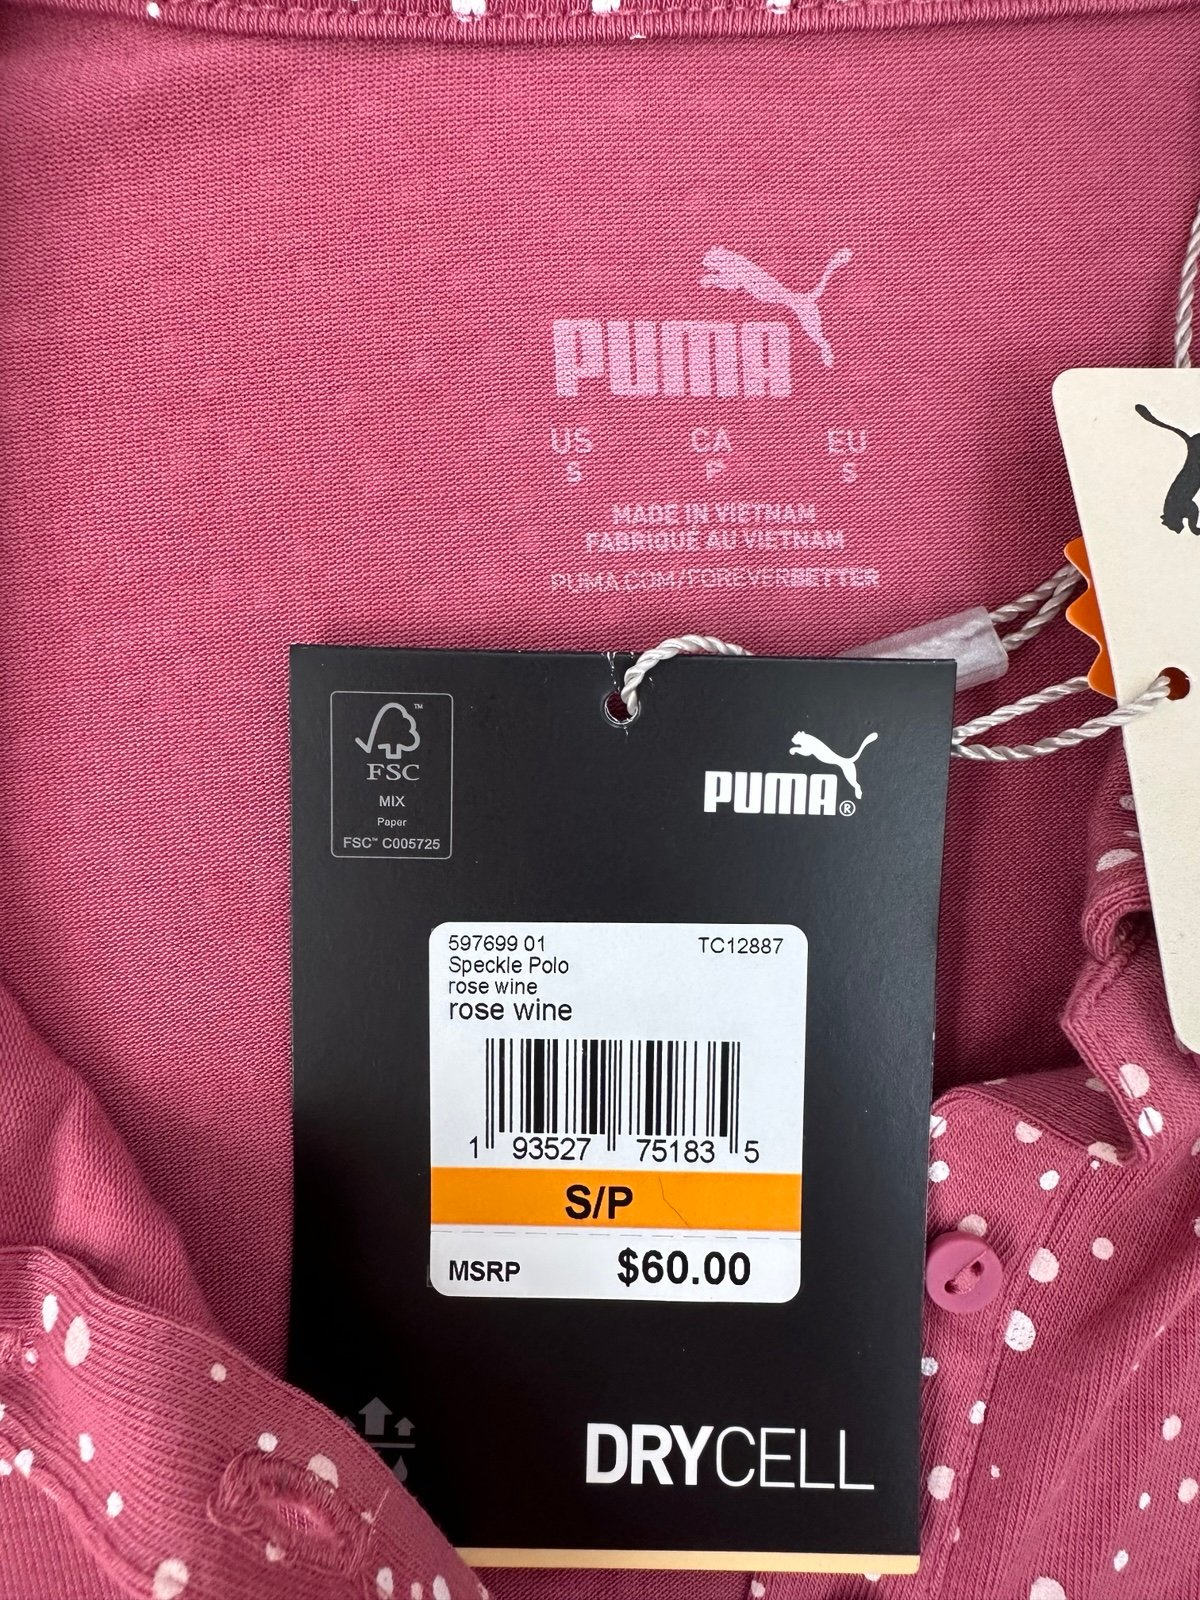 PUMA
US CA EU
S P S
MADE IN VIETNAM
FABRIQUÉ AU VIETNAM
PUMA.COM/FOREVERBETTER
FSC
™
MIX
Paper
FSC™ C005725
PUMA®
597699 01 TC12887
Speckle Polo
rose wine
rose wine
1 93527 75183 5
S/P
MSRP $60.00
DRYCELL